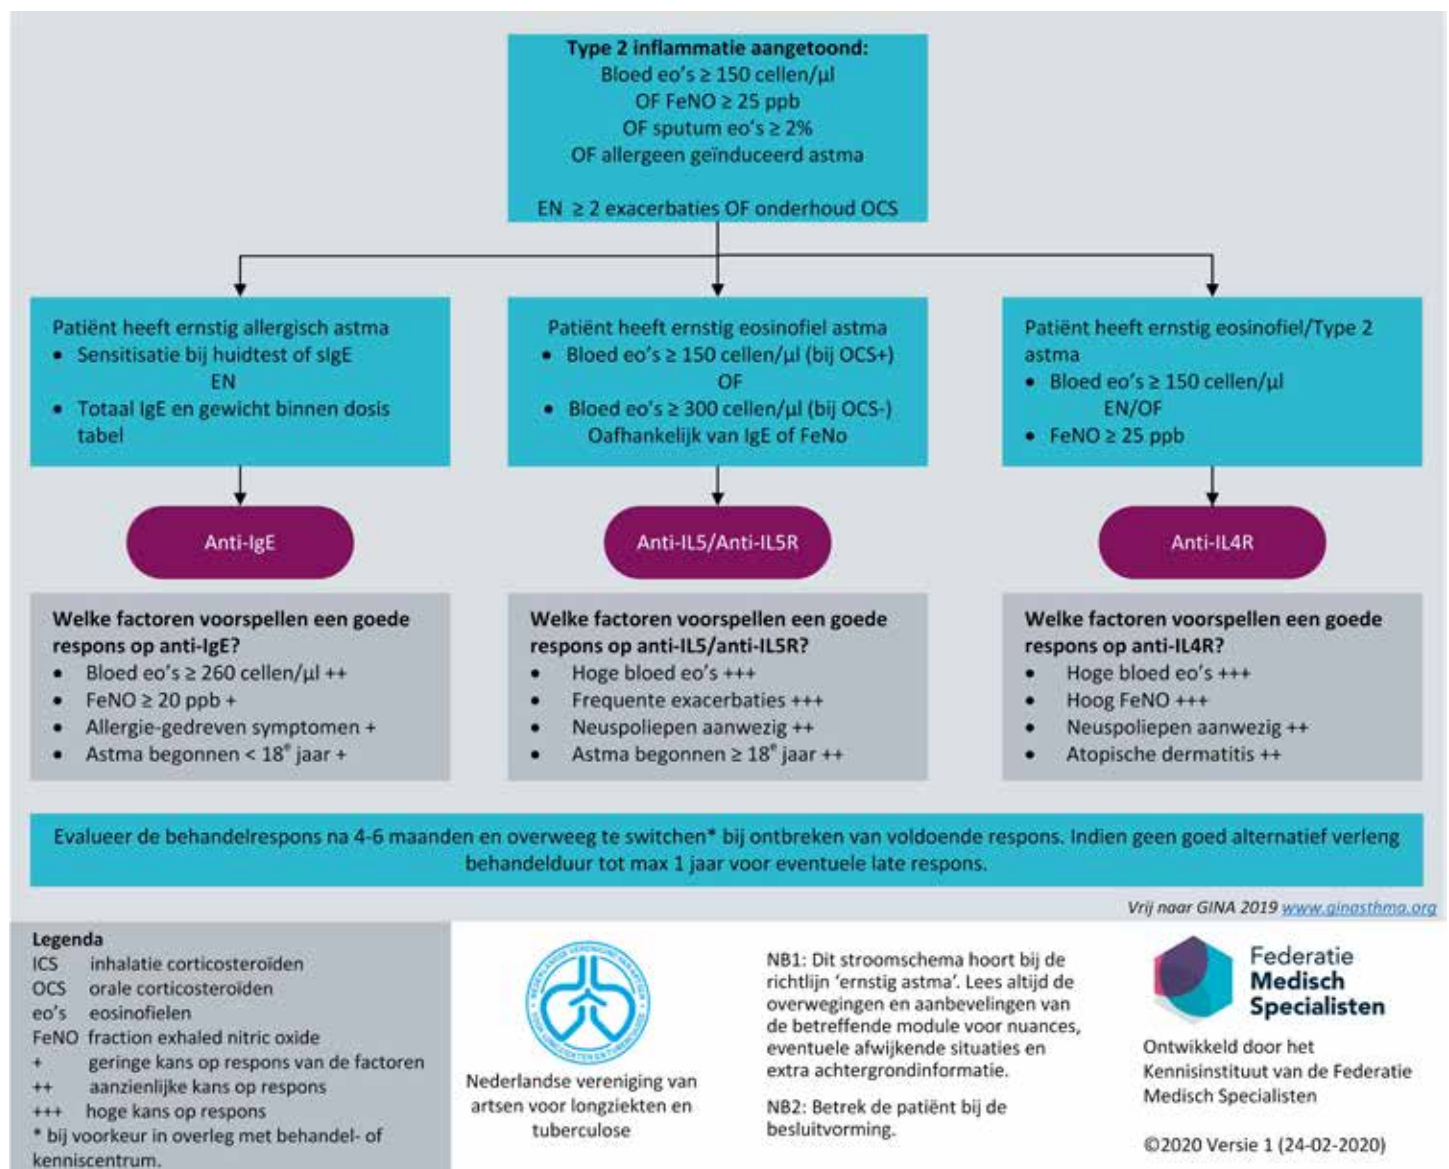 Type 2 inflammatie aangetoond:
Bloed eo's ≥ 150 cellen/µl
OF FeNO ≥ 25 ppb
OF sputum eo's ≥ 2%
OF allergeen geïnduceerd astma
EN ≥ 2 exacerbaties OF onderhoud OCS
Patiënt heeft ernstig allergisch astma
• Sensitisatie bij huidtest of sIgE
EN
• Totaal IgE en gewicht binnen dosis
tabel
Patiënt heeft ernstig eosinofiel astma
• Bloed eo's ≥ 150 cellen/µl (bij OCS+)
OF
• Bloed eo's ≥ 300 cellen/µl (bij OCS-)
Oafhankelijk van IgE of FeNo
Patiënt heeft ernstig eosinofiel/Type 2
astma
• Bloed eo's ≥ 150 cellen/µl
EN/OF
• FeNO ≥ 25 ppb
Anti-IgE
Anti-IL5/Anti-IL5R
Anti-IL4R
Welke factoren voorspellen een goede
respons op anti-IgE?
• Bloed eo's ≥ 260 cellen/µl ++
• FeNO ≥ 20 ppb +
• Allergie-gedreven symptomen +
• Astma begonnen < 18e jaar +
Welke factoren voorspellen een goede
respons op anti-IL5/anti-IL5R?
• Hoge bloed eo's +++
• Frequente exacerbaties +++
• Neuspoliepen aanwezig ++
• Astma begonnen ≥ 18e jaar ++
Welke factoren voorspellen een goede
respons op anti-IL4R?
• Hoge bloed eo's +++
• Hoog FeNO +++
• Neuspoliepen aanwezig ++
• Atopische dermatitis ++
Evalueer de behandelrespons na 4-6 maanden en overweeg te switchen* bij ontbreken van voldoende respons. Indien geen goed alternatief verleng
behandelduur tot max 1 jaar voor eventuele late respons.
Vrij naar GINA 2019 www.ginasthma.org
Legenda
ICS inhalatie corticosteroïden
OCS orale corticosteroïden
eo's eosinofielen
FeNO fraction exhaled nitric oxide
+ geringe kans op respons van de factoren
++ aanzienlijke kans op respons
+++ hoge kans op respons
* bij voorkeur in overleg met behandel- of
kenniscentrum.
NEDERLANDSE VERENIGING VAN ARTSEN
VOOR LONGZIEKTEN EN TUBERCULOSE
Nederlandse vereniging van
artsen voor longziekten en
tuberculose
NB1: Dit stroomschema hoort bij de
richtlijn 'ernstig astma'. Lees altijd de
overwegingen en aanbevelingen van
de betreffende module voor nuances,
eventuele afwijkende situaties en
extra achtergrondinformatie.
NB2: Betrek de patiënt bij de
besluitvorming.
Federatie
Medisch
Specialisten
Ontwikkeld door het
Kennisinstituut van de Federatie
Medisch Specialisten
©2020 Versie 1 (24-02-2020)